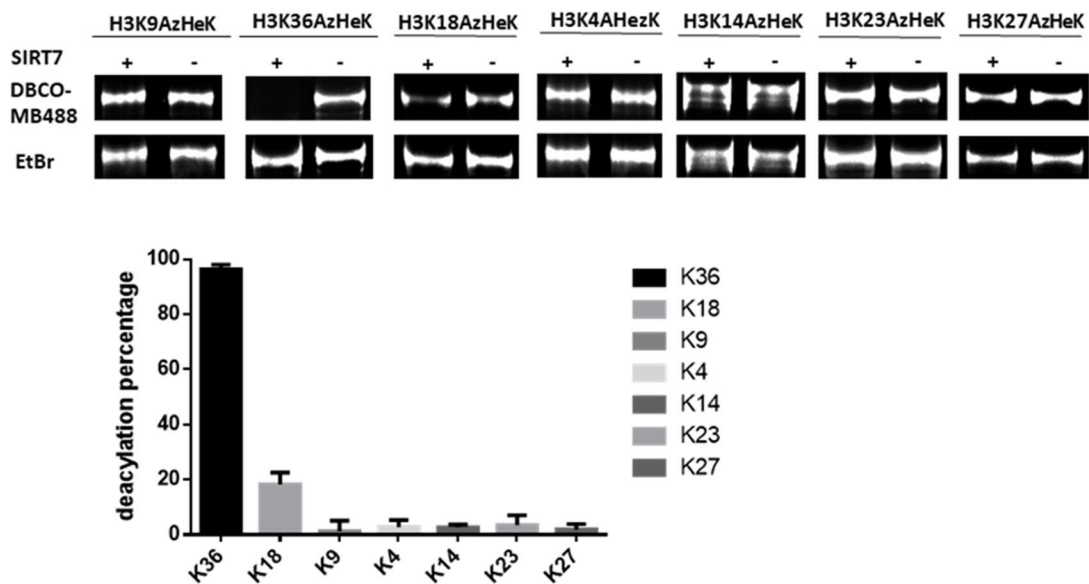 H3K9AzHeK H3K36AzHeK H3K18AzHeK H3K4AHezK H3K14AzHeK H3K23AzHeK H3K27AzHeK
SIRT7 + - + - + - + - + - + - + -
DBCO-
MB488
EtBr
deacylation percentage
100
80
60
40
20
0
K36 K18 K9 K4 K14 K23 K27
K36
K18
K9
K4
K14
K23
K27